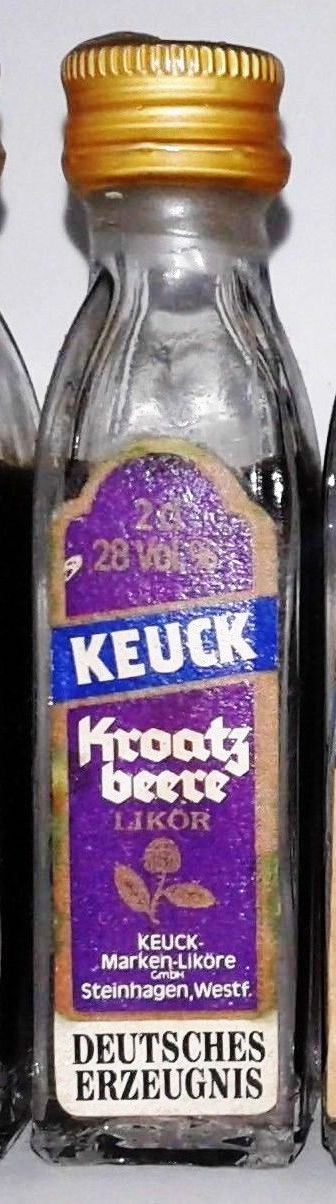 2 cl
28 Vol %
KEUCK
Kroatz
beere
LIKÖR
KEUCK-
Marken-Liköre
GmbH
Steinhagen, Westf.
DEUTSCHES
ERZEUGNIS